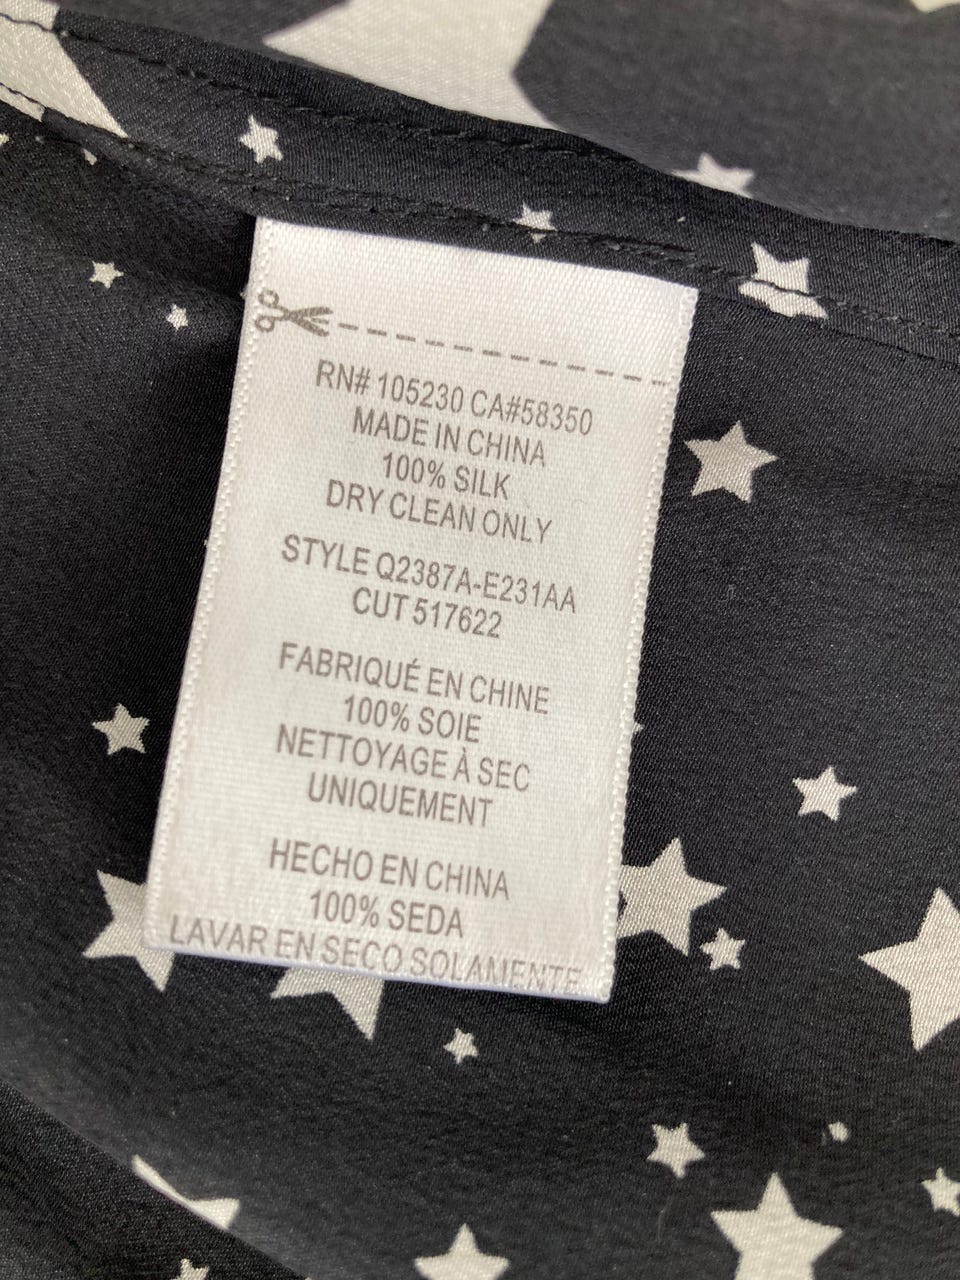 RN# 105230 CA#58350
MADE IN CHINA
100% SILK
DRY CLEAN ONLY
STYLE Q2387A-E231AA
CUT 517622
FABRIQUÉ EN CHINE
100% SOIE
NETTOYAGE À SEC
UNIQUEMENT
HECHO EN CHINA
100% SEDA
LAVAR EN SECO SOLAMENTE